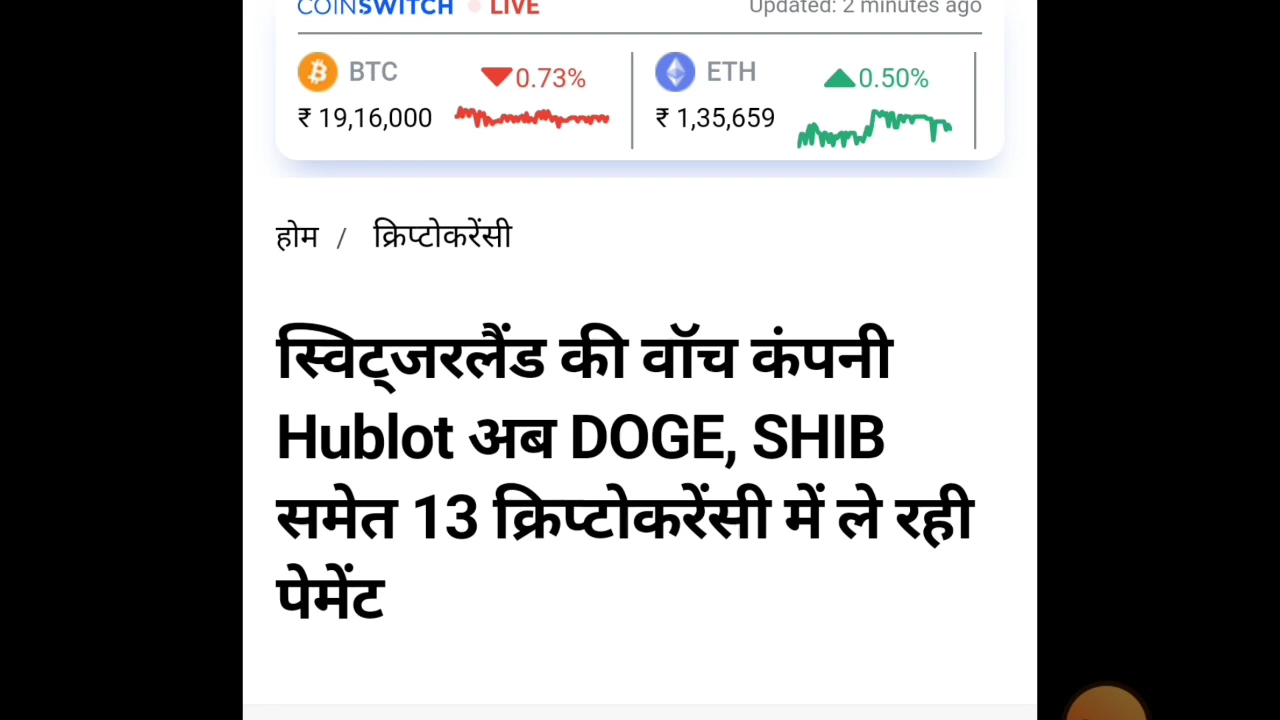 COINSWITCH LIVE Updated: 2 minutes ago
BTC 0.73% ETH 0.50%
₹ 19,16,000 ₹ 1,35,659
होम / क्रिप्टोकरेंसी
स्विट्जरलैंड की वॉच कंपनी
Hublot अब DOGE, SHIB
समेत 13 क्रिप्टोकरेंसी में ले रही
पेमेंट